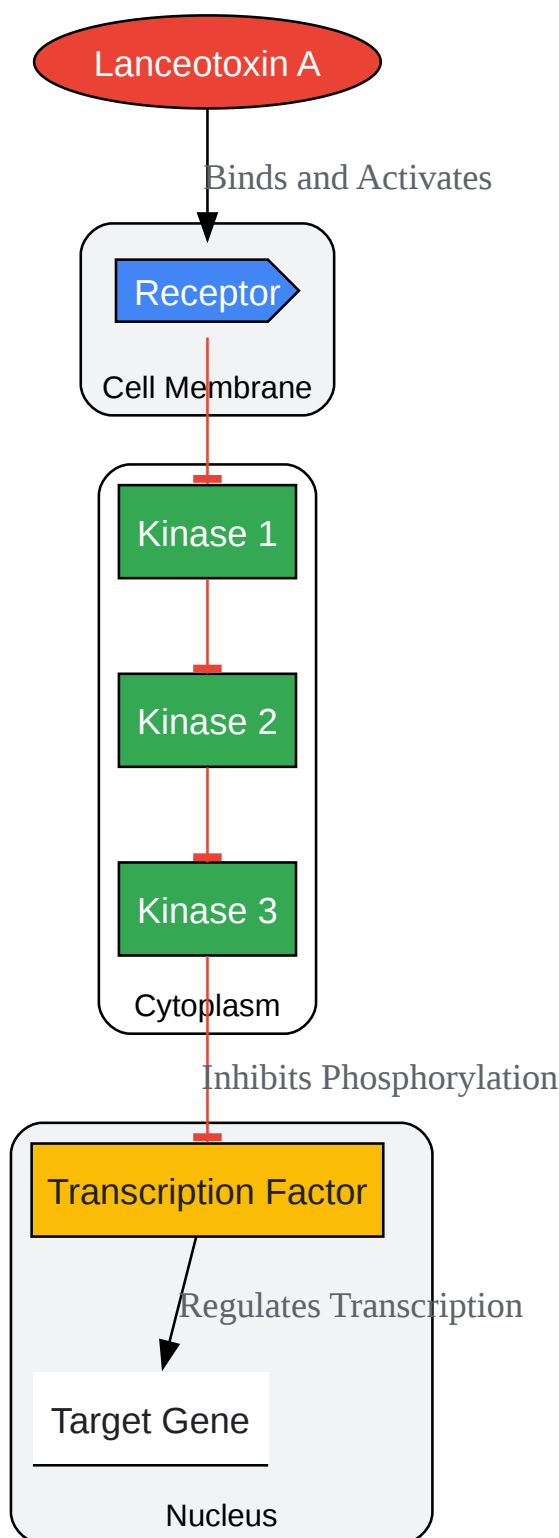 Lanceotoxin A
Binds and Activates
Receptor
Cell Membrane
Kinase 1
Kinase 2
Kinase 3
Cytoplasm
Inhibits Phosphorylation
Transcription Factor
Regulates Transcription
Target Gene
Nucleus